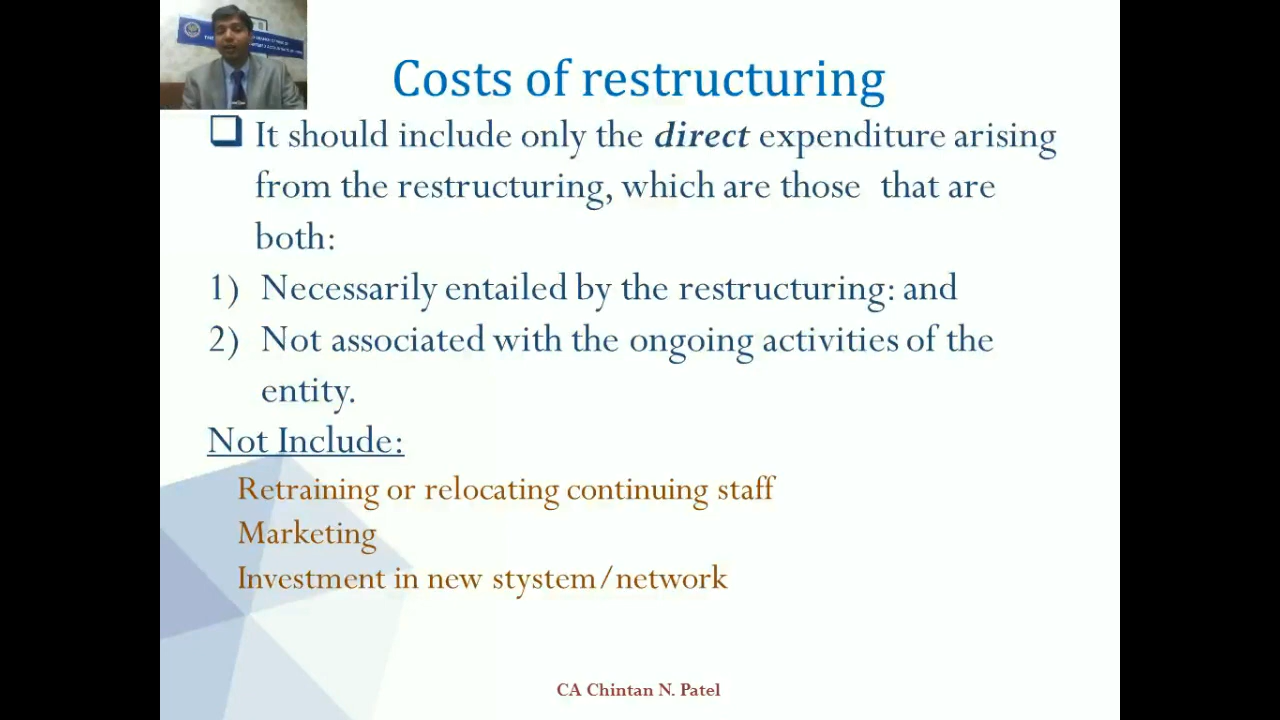 Costs of restructuring
❑ It should include only the direct expenditure arising
from the restructuring, which are those that are
both:
1) Necessarily entailed by the restructuring: and
2) Not associated with the ongoing activities of the
entity.
Not Include:
Retraining or relocating continuing staff
Marketing
Investment in new stystem/network
CA Chintan N. Patel